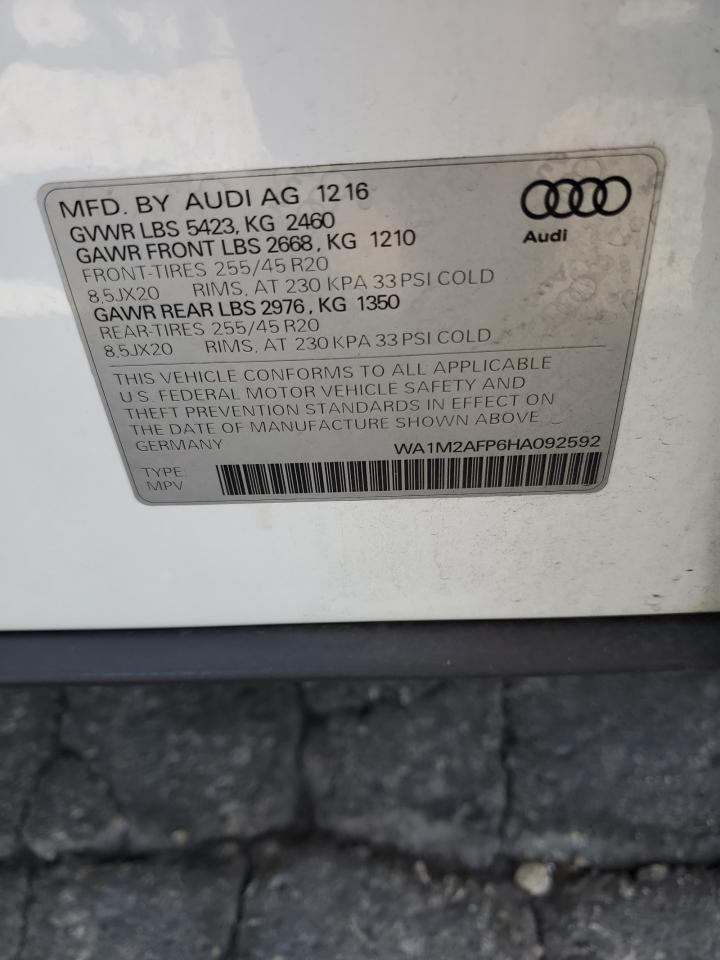 MFD. BY AUDI AG 1216
GVWR LBS 5423, KG 2460
GAWR FRONT LBS 2668, KG 1210
FRONT-TIRES 255/45 R20
8,5JX20 RIMS, AT 230 KPA 33 PSI COLD
GAWR REAR LBS 2976, KG 1350
REAR-TIRES 255/45 R20
8,5JX20 RIMS, AT 230 KPA 33 PSI COLD
Audi
THIS VEHICLE CONFORMS TO ALL APPLICABLE
U.S. FEDERAL MOTOR VEHICLE SAFETY AND
THEFT PREVENTION STANDARDS IN EFFECT ON
THE DATE OF MANUFACTURE SHOWN ABOVE
GERMANY WA1M2AFP6HA092592
TYPE:
MPV